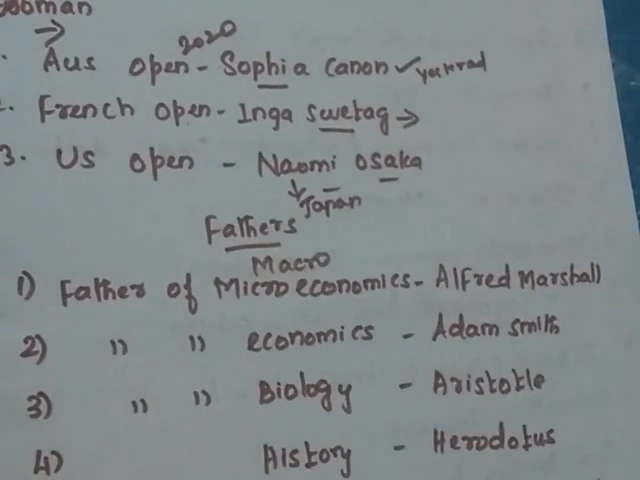 Woman
→
2020
. Aus open - Sophia Canon ✓
2. French open - Inga Swetag →
3. US open - Naomi Osaka
↓ Japan
Fathers
Macro
1) Father of Microeconomics - Alfred Marshall
2) " " economics - Adam smith
3) " " Biology - Aristotle
4) History - Herodotus